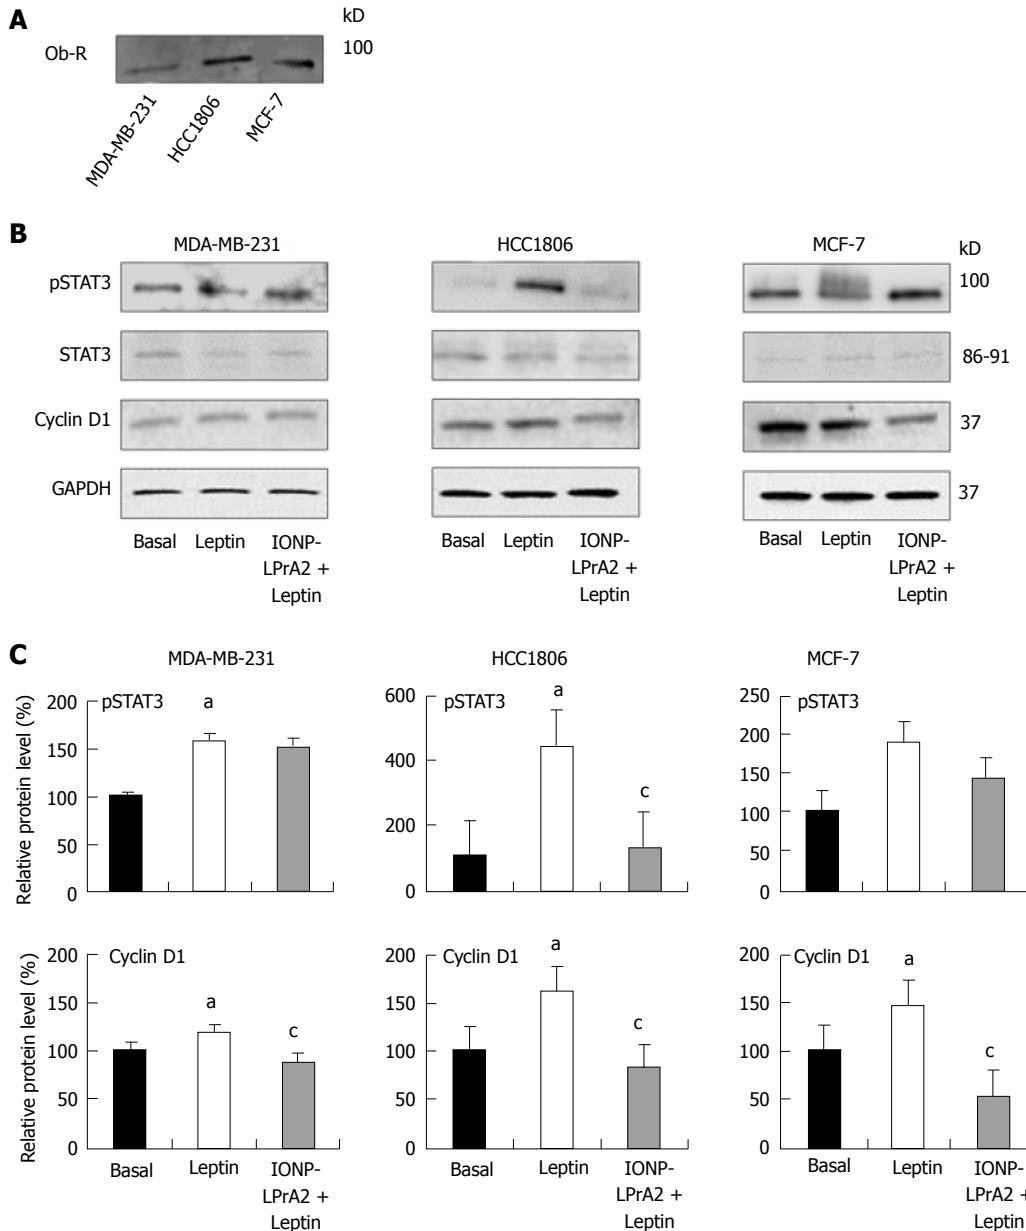 A
kD
Ob-R
100
MDA-MB-231
HCC1806
MCF-7
B
MDA-MB-231
HCC1806
MCF-7
kD
pSTAT3
100
STAT3
86-91
Cyclin D1
37
GAPDH
37
Basal
Leptin
IONP-
LPrA2 +
Leptin
Basal
Leptin
IONP-
LPrA2 +
Leptin
Basal
Leptin
IONP-
LPrA2 +
Leptin
C
MDA-MB-231
HCC1806
MCF-7
Relative protein level (%)
200
150
100
50
0
pSTAT3
a
600
400
200
0
pSTAT3
a
c
250
200
150
100
50
0
pSTAT3
Relative protein level (%)
200
150
100
50
0
Cyclin D1
a
c
Basal
Leptin
IONP-
LPrA2 +
Leptin
200
150
100
50
0
Cyclin D1
a
c
Basal
Leptin
IONP-
LPrA2 +
Leptin
200
150
100
50
0
Cyclin D1
a
c
Basal
Leptin
IONP-
LPrA2 +
Leptin